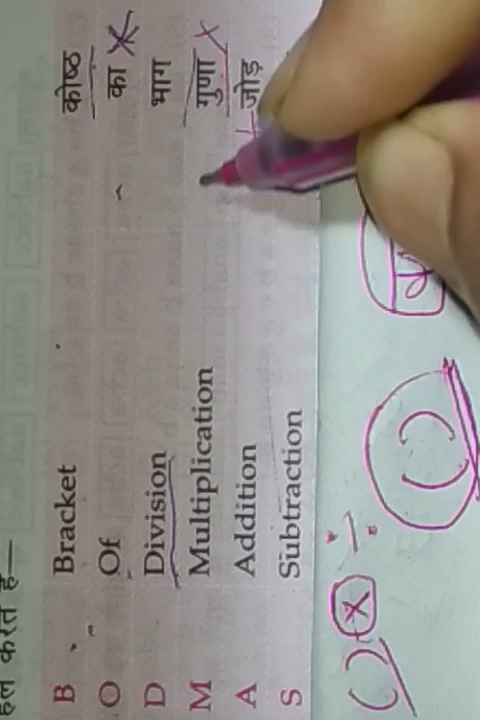 हल करते है—
B Bracket कोष्ठ
O Of का ×
D Division भाग
M Multiplication गुणा ×
A Addition जोड़ +
S Subtraction
( ) × ÷
( )